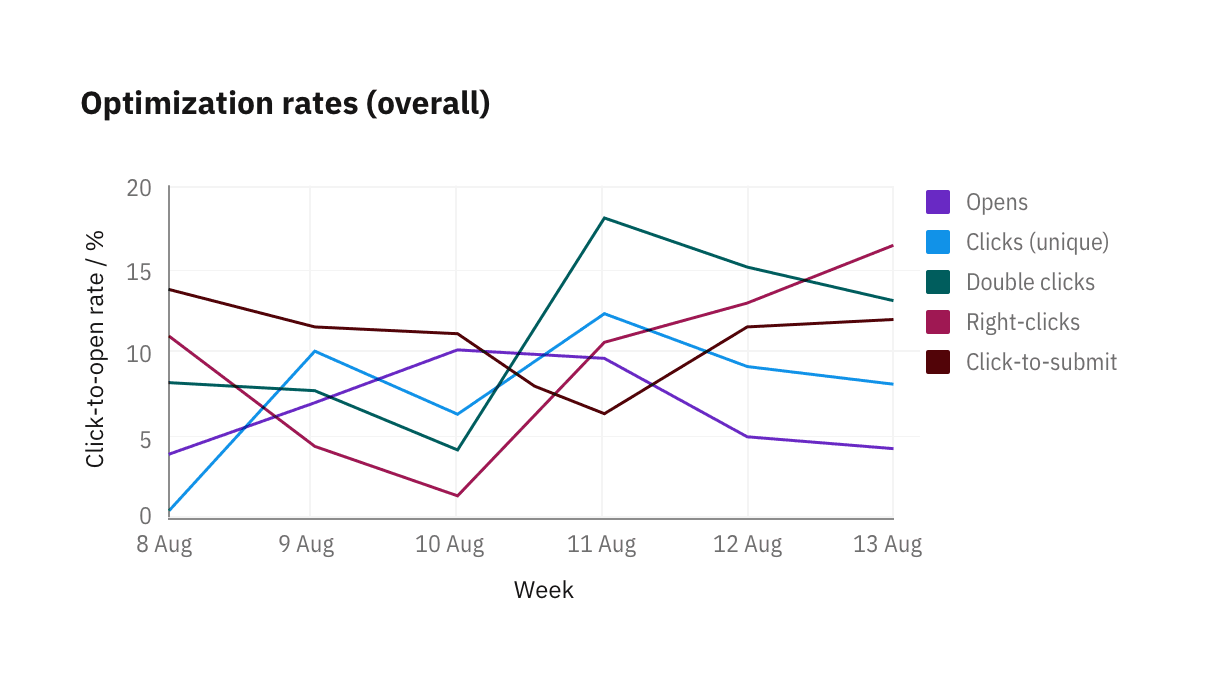 Optimization rates (overall)
Click-to-open rate / %
20
15
10
5
0
8 Aug
9 Aug
10 Aug
11 Aug
12 Aug
13 Aug
Week
Opens
Clicks (unique)
Double clicks
Right-clicks
Click-to-submit